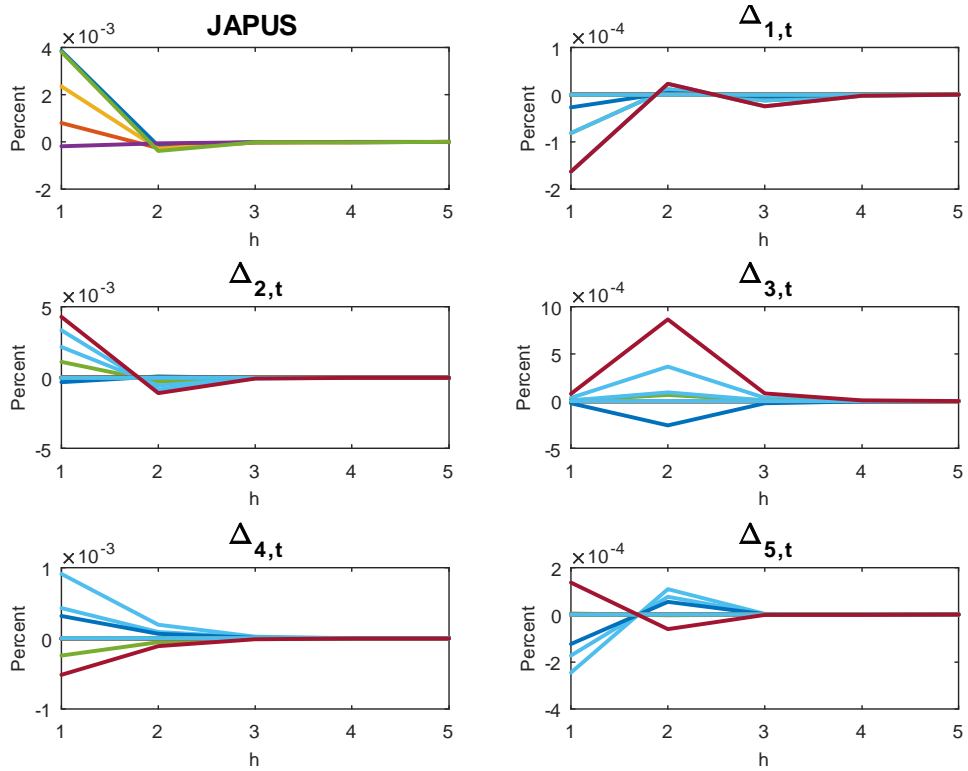 JAPUS
×10⁻³
Percent
4
2
0
-2
1 2 3 4 5
h
Δ₁,ₜ
×10⁻⁴
Percent
1
0
-1
-2
1 2 3 4 5
h
Δ₂,ₜ
×10⁻³
Percent
5
0
-5
1 2 3 4 5
h
Δ₃,ₜ
×10⁻⁴
Percent
10
5
0
-5
1 2 3 4 5
h
Δ₄,ₜ
×10⁻³
Percent
1
0
-1
1 2 3 4 5
h
Δ₅,ₜ
×10⁻⁴
Percent
2
0
-2
-4
1 2 3 4 5
h